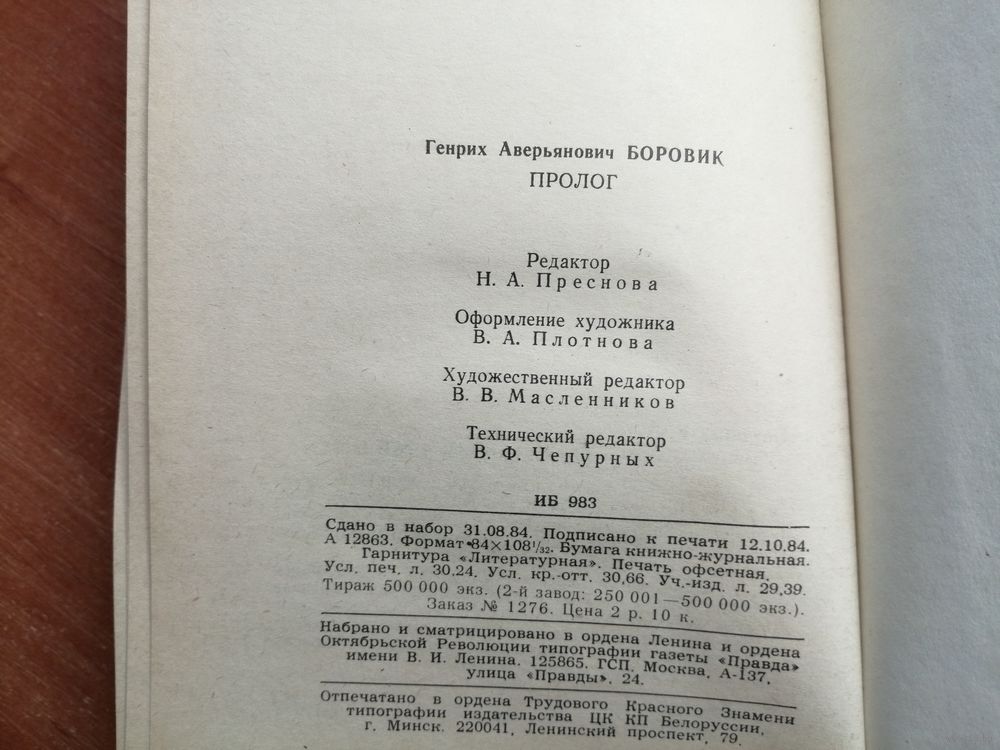 Генрих Аверьянович БОРОВИК
ПРОЛОГ
Редактор
Н. А. Преснова
Оформление художника
В. А. Плотнова
Художественный редактор
В. В. Масленников
Технический редактор
В. Ф. Чепурных
ИБ 983
Сдано в набор 31.08.84. Подписано к печати 12.10.84.
А 12863. Формат 84×108¹/₃₂. Бумага книжно-журнальная.
Гарнитура «Литературная». Печать офсетная.
Усл. печ. л. 30,24. Усл. кр.-отт. 30,66. Уч.-изд. л. 29,39.
Тираж 500 000 экз. (2-й завод: 250 001—500 000 экз.).
Заказ № 1276. Цена 2 р. 10 к.
Набрано и сматрицировано в ордена Ленина и ордена
Октябрьской Революции типографии газеты «Правда»
имени В. И. Ленина. 125865. ГСП. Москва, А-137,
улица «Правды», 24.
Отпечатано в ордена Трудового Красного Знамени
типографии издательства ЦК КП Белоруссии,
г. Минск. 220041, Ленинский проспект, 79.